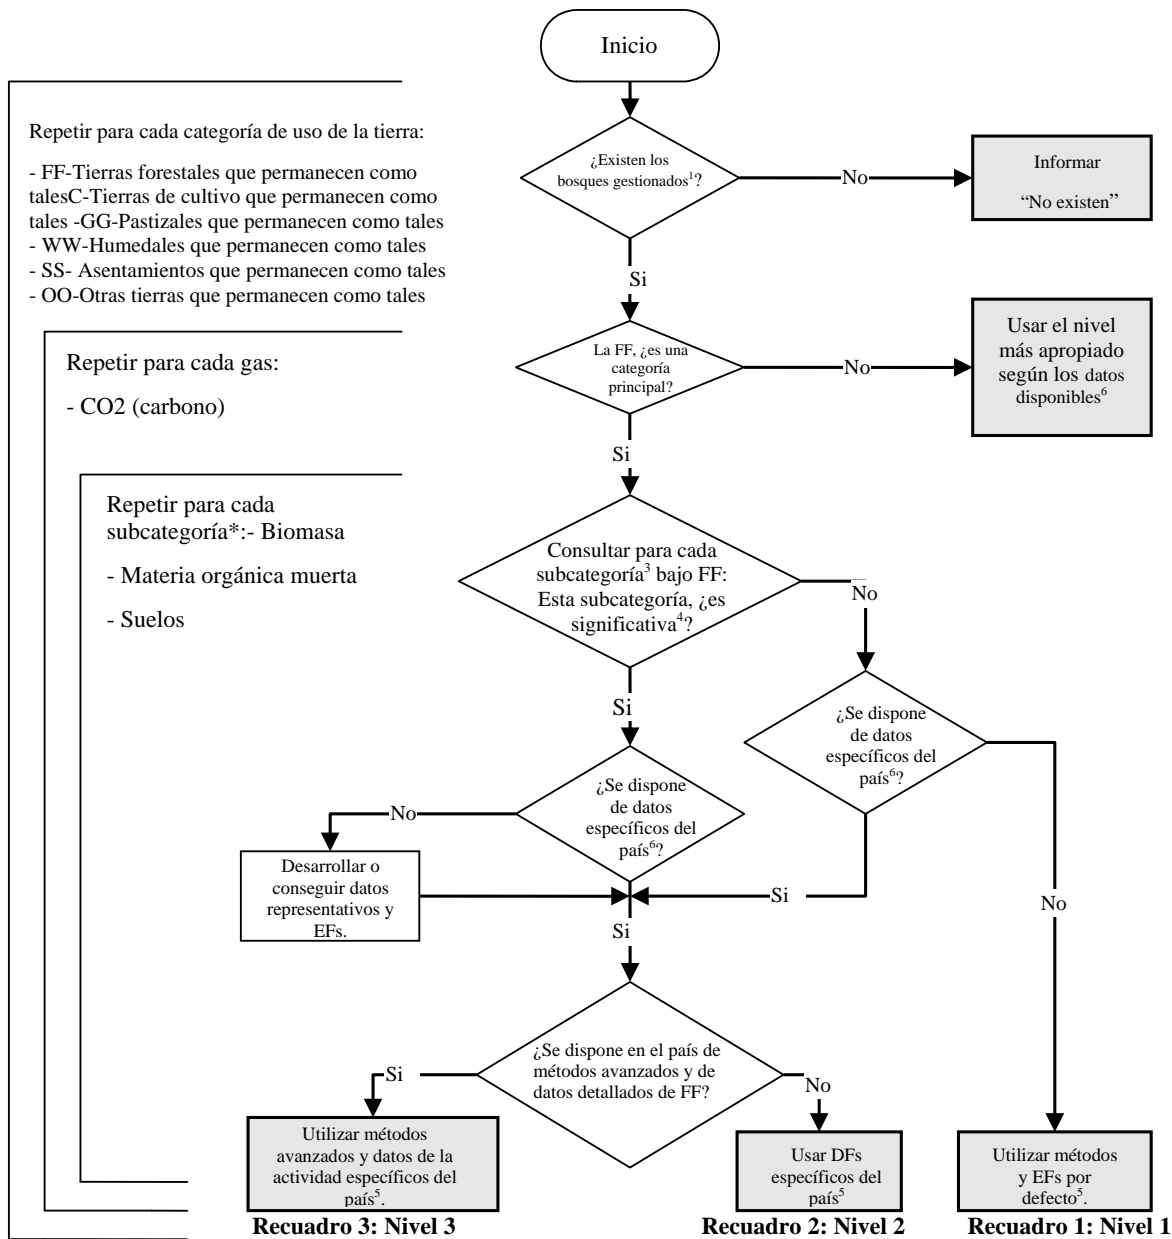 Inicio
Repetir para cada categoría de uso de la tierra:
- FF-Tierras forestales que permanecen como
talesC-Tierras de cultivo que permanecen como
tales -GG-Pastizales que permanecen como tales
- WW-Humedales que permanecen como tales
- SS- Asentamientos que permanecen como tales
- OO-Otras tierras que permanecen como tales
¿Existen los
bosques gestionados¹?
No
Informar
“No existen”
Si
Repetir para cada gas:
- CO2 (carbono)
La FF, ¿es una
categoría
principal?
No
Usar el nivel
más apropiado
según los datos
disponibles⁶
Si
Repetir para cada
subcategoría*:- Biomasa
- Materia orgánica muerta
- Suelos
Consultar para cada
subcategoría³ bajo FF:
Esta subcategoría, ¿es
significativa⁴?
No
Si
¿Se dispone
de datos
específicos del
país⁶?
¿Se dispone
de datos
específicos del
país⁶?
No
Desarrollar o
conseguir datos
representativos y
EFs.
Si
No
Si
¿Se dispone en el país de
métodos avanzados y de
datos detallados de FF?
Si
No
Utilizar métodos
avanzados y datos de la
actividad específicos del
país⁵.
Usar DFs
específicos del
país⁵
Utilizar métodos
y EFs por
defecto⁵.
Recuadro 3: Nivel 3
Recuadro 2: Nivel 2
Recuadro 1: Nivel 1